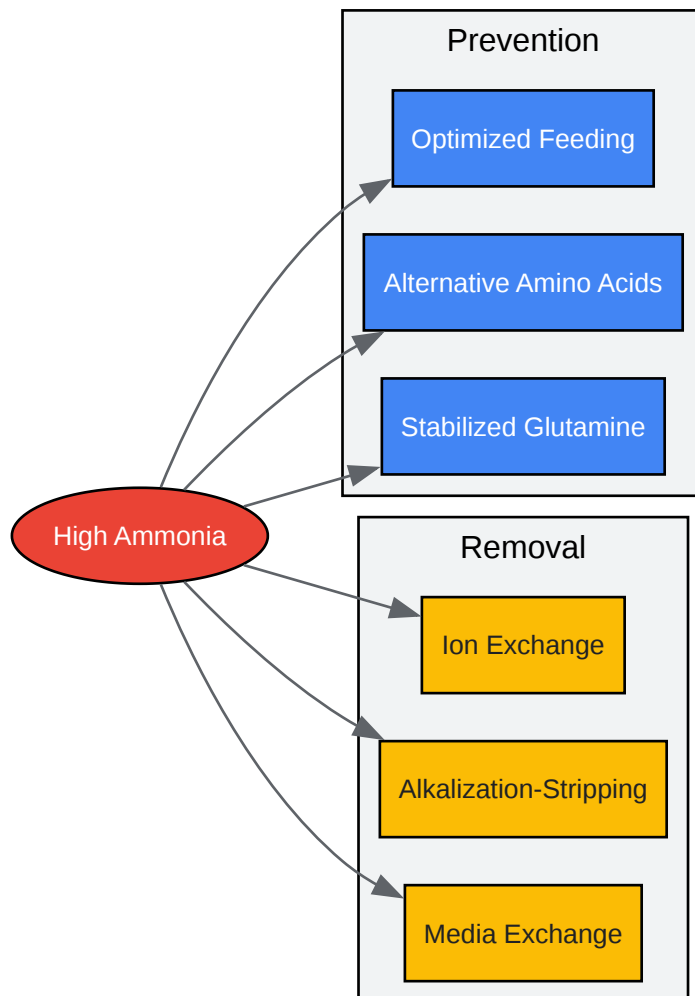 Prevention
Optimized Feeding
Alternative Amino Acids
Stabilized Glutamine
High Ammonia
Removal
Ion Exchange
Alkalization-Stripping
Media Exchange